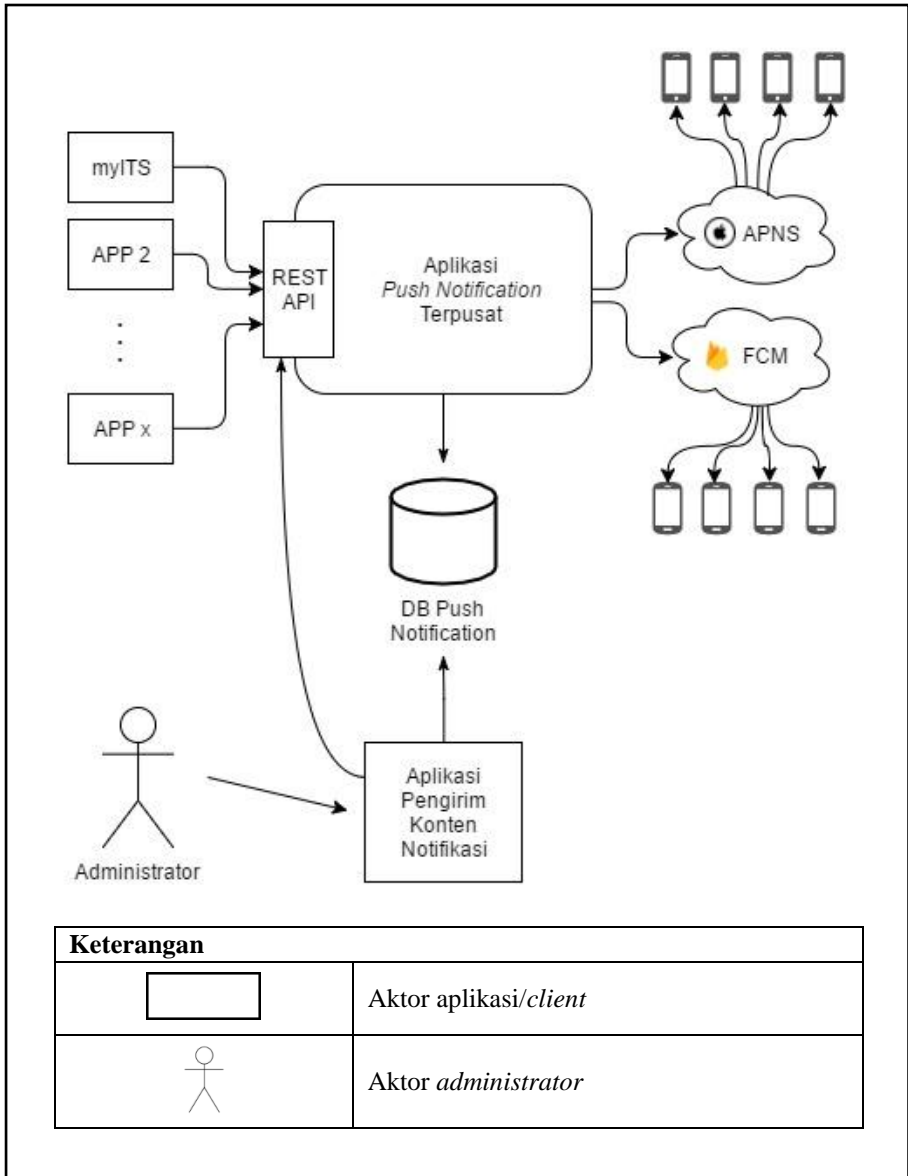 myITS
APP 2
.
.
.
APP x
REST
API
Aplikasi
Push Notification
Terpusat
APNS
FCM
DB Push
Notification
Administrator
Aplikasi
Pengirim
Konten
Notifikasi
Keterangan
Aktor aplikasi/client
Aktor administrator